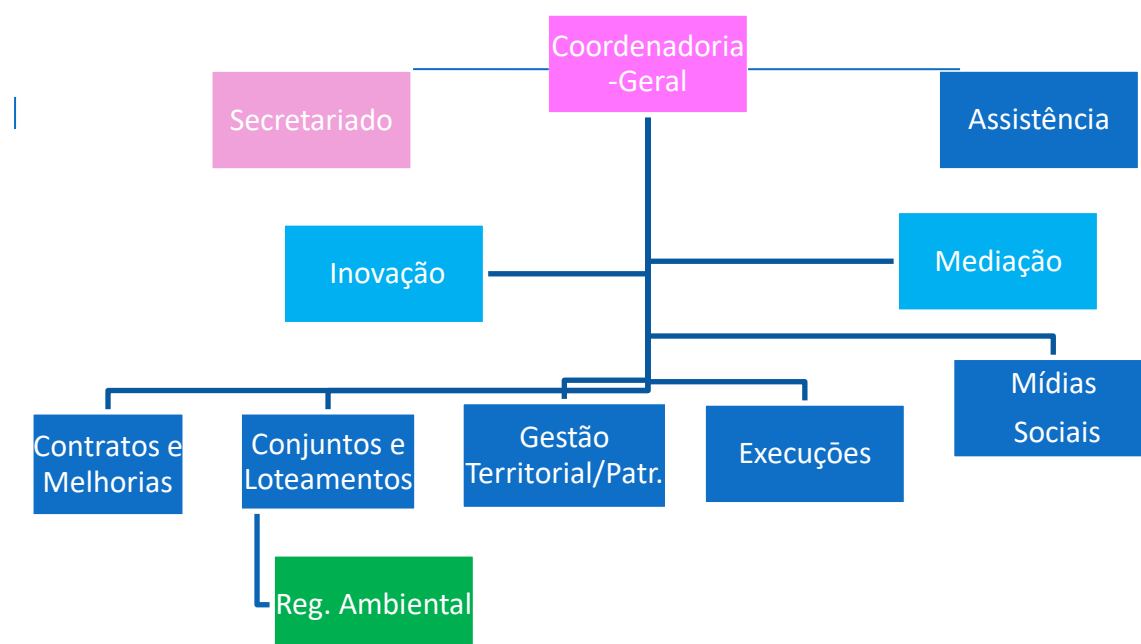 Coordenadoria
-Geral
Secretariado
Assistência
Inovação
Mediação
Contratos e
Melhorias
Conjuntos e
Loteamentos
Gestão
Territorial/Patr.
Execuções
Mídias
Sociais
Reg. Ambiental